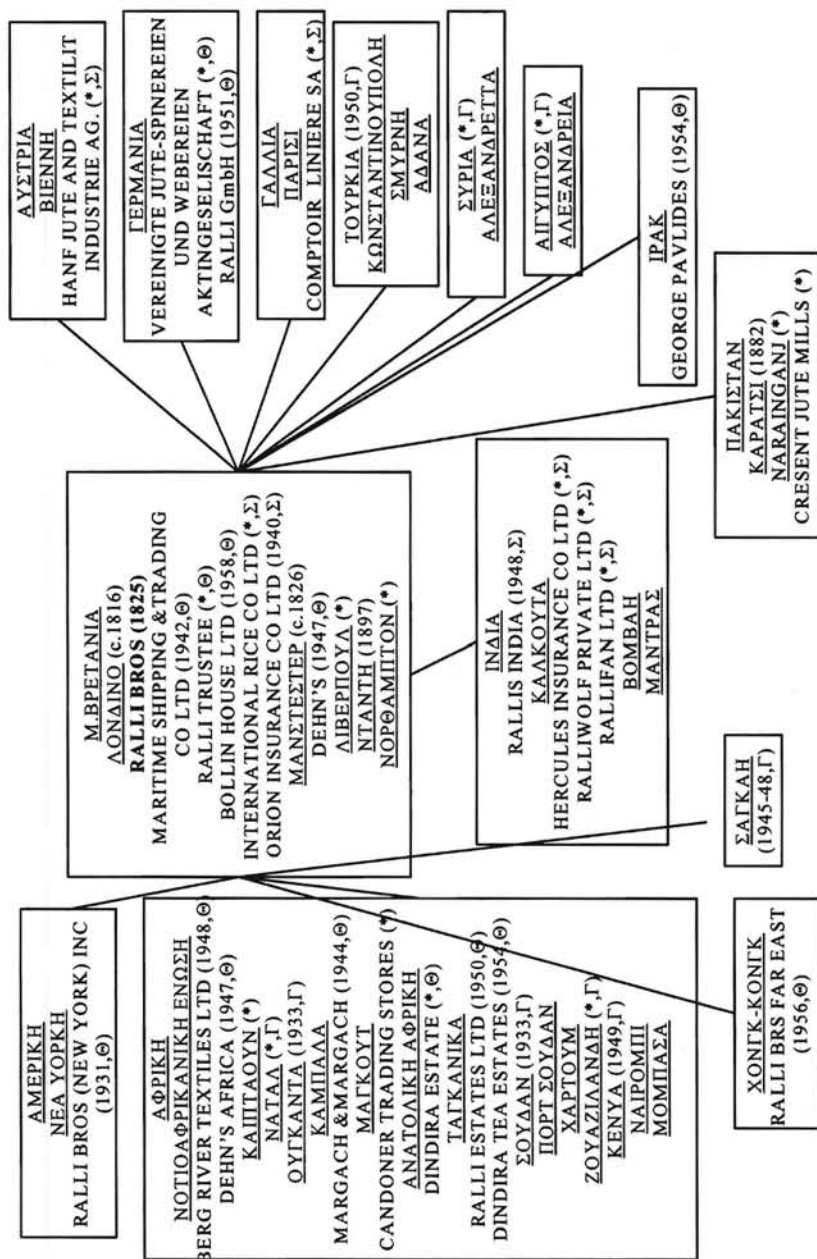 ΑΜΕΡΙΚΗ
ΝΕΑ ΥΟΡΚΗ
RALLI BROS (NEW YORK) INC
(1931,Θ)
ΑΦΡΙΚΗ
ΝΟΤΙΟΑΦΡΙΚΑΝΙΚΗ ΕΝΩΣΗ
BERG RIVER TEXTILES LTD (1948,Θ)
DEHN'S AFRICA (1947,Θ)
ΚΑΠΤΑΟΥΝ (*)
ΝΑΤΑΛ (*,Γ)
ΟΥΓΚΑΝΤΑ (1933,Γ)
ΚΑΜΠΑΛΑ
MARGACH &MARGACH (1944,Θ)
ΜΑΓΚΟΥΤ
CANDONER TRADING STORES (*)
ΑΝΑΤΟΛΙΚΗ ΑΦΡΙΚΗ
DINDIRA ESTATE (*,Θ)
ΤΑΓΚΑΝΙΚΑ
RALLI ESTATES LTD (1950,Θ)
DINDIRA TEA ESTATES (1954,Θ)
ΣΟΥΔΑΝ (1933,Γ)
ΠΟΡΤ ΣΟΥΔΑΝ
ΧΑΡΤΟΥΜ
ΖΟΥΑΖΙΛΑΝΔΗ (*,Γ)
ΚΕΝΥΑ (1949,Γ)
ΝΑΙΡΟΜΠΙ
ΜΟΜΠΑΣΑ
ΧΟΝΓΚ-ΚΟΝΓΚ
RALLI BRS FAR EAST
(1956,Θ)
Μ.ΒΡΕΤΑΝΙΑ
ΛΟΝΔΙΝΟ (c.1816)
RALLI BROS (1825)
MARITIME SHIPPING &TRADING
CO LTD (1942,Θ)
RALLI TRUSTEE (*,Θ)
BOLLIN HOUSE LTD (1958,Θ)
INTERNATIONAL RICE CO LTD (*,Σ)
ORION INSURANCE CO LTD (1940,Σ)
ΜΑΝΣΤΕΣΤΕΡ (c.1826)
DEHN'S (1947,Θ)
ΛΙΒΕΡΠΟΥΛ (*)
ΝΤΑΝΤΗ (1897)
ΝΟΡΘΑΜΠΤΟΝ (*)
ΙΝΔΙΑ
RALLIS INDIA (1948,Σ)
ΚΑΛΚΟΥΤΑ
HERCULES INSURANCE CO LTD (*,Σ)
RALLIWOLF PRIVATE LTD (*,Σ)
RALLIFAN LTD (*,Σ)
ΒΟΜΒΑΗ
ΜΑΝΤΡΑΣ
ΣΑΓΚΑΗ
(1945-48,Γ)
ΑΥΣΤΡΙΑ
ΒΙΕΝΝΗ
HANF JUTE AND TEXTILIT
INDUSTRIE AG. (*,Σ)
ΓΕΡΜΑΝΙΑ
VEREINIGTE JUTE-SPINEREIEN
UND WEBEREIEN
AKTINGESELISCHAFT (*,Θ)
RALLI GmbH (1951,Θ)
ΓΑΛΛΙΑ
ΠΑΡΙΣΙ
COMPTOIR LINIERE SA (*,Σ)
ΤΟΥΡΚΙΑ (1950,Γ)
ΚΩΝΣΤΑΝΤΙΝΟΥΠΟΛΗ
ΣΜΥΡΝΗ
ΑΔΑΝΑ
ΣΥΡΙΑ (*,Γ)
ΑΛΕΞΑΝΔΡΕΤΤΑ
ΑΙΓΥΠΤΟΣ (*,Γ)
ΑΛΕΞΑΝΔΡΕΙΑ
ΙΡΑΚ
GEORGE PAVLIDES (1954,Θ)
ΠΑΚΙΣΤΑΝ
ΚΑΡΑΤΣΙ (1882)
NARAINGANJ (*)
CRESENT JUTE MILLS (*)